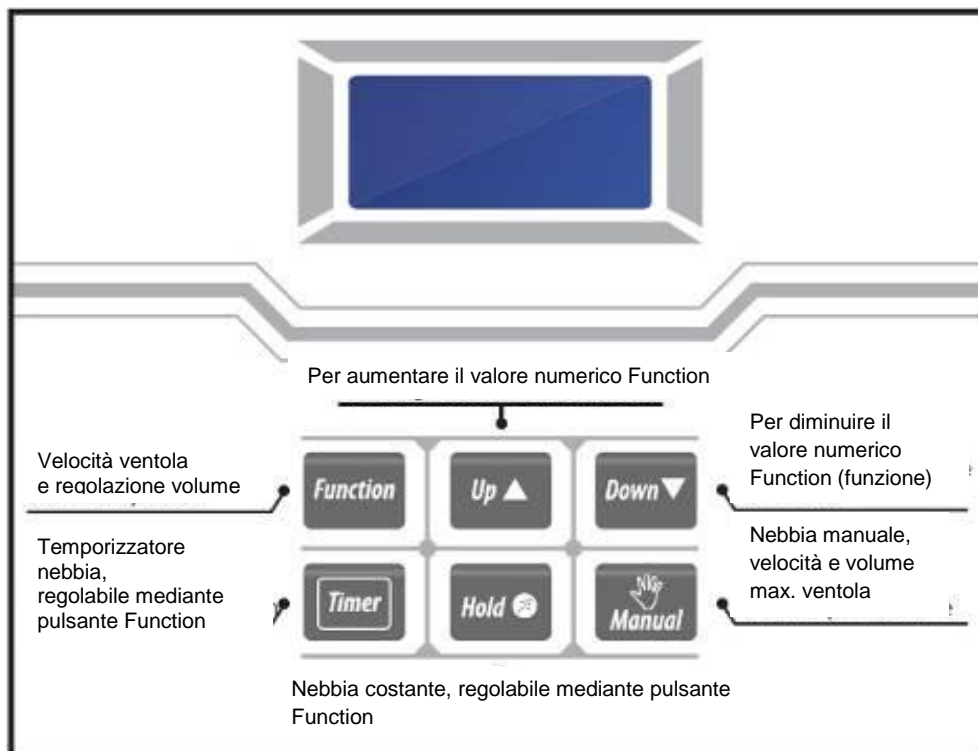 Per aumentare il valore numerico Function
Velocità ventola
e regolazione volume
Per diminuire il
valore numerico
Function (funzione)
Function
Up ▲
Down ▼
Temporizzatore
nebbia,
regolabile mediante
pulsante Function
Nebbia manuale,
velocità e volume
max. ventola
Timer
Hold
Manual
Nebbia costante, regolabile mediante pulsante
Function